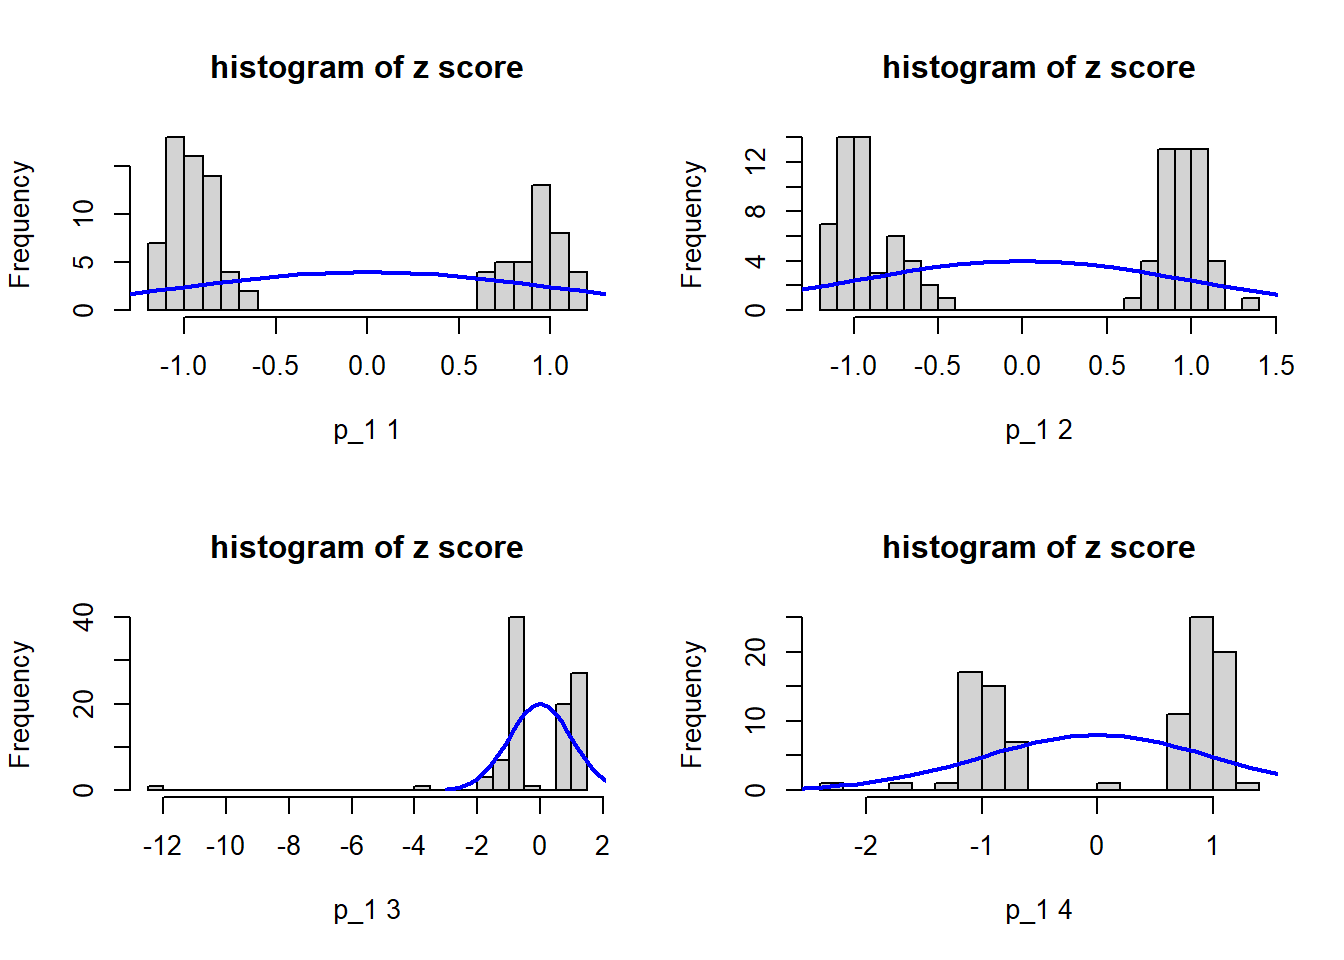 histogram of z score
Frequency
0 5 10
-1.0 -0.5 0.0 0.5 1.0
p_1 1
histogram of z score
Frequency
0 4 8 12
-1.0 -0.5 0.0 0.5 1.0 1.5
p_1 2
histogram of z score
Frequency
0 20 40
-12 -10 -8 -6 -4 -2 0 2
p_1 3
histogram of z score
Frequency
0 10 20
-2 -1 0 1
p_1 4